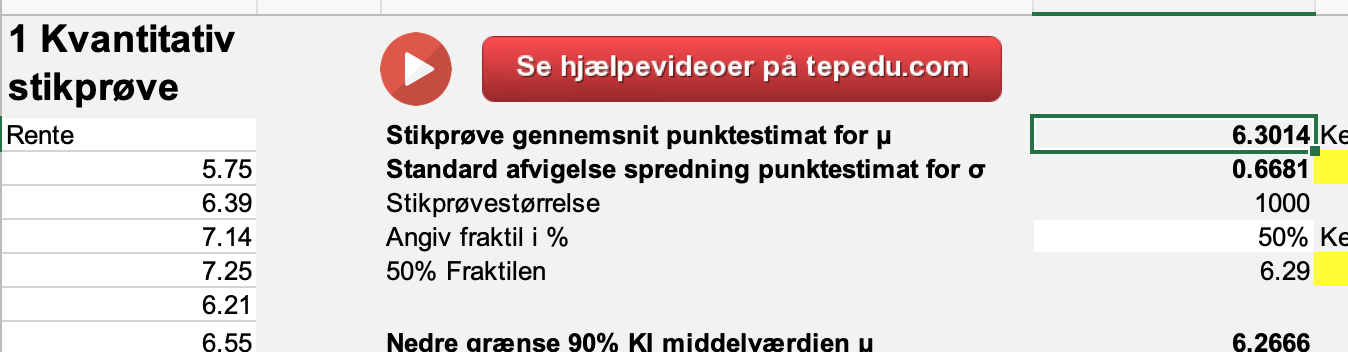 1 Kvantitativ
stikprøve
Se hjælpevideoer på tepedu.com
Rente
Stikprøve gennemsnit punktestimat for μ
6.3014
Ke
5.75
Standard afvigelse spredning punktestimat for σ
0.6681
6.39
Stikprøvestørrelse
1000
7.14
Angiv fraktil i %
50%
Ke
7.25
50% Fraktilen
6.29
6.21
6.55
Nedre grænse 90% KI middelværdien μ
6.2666